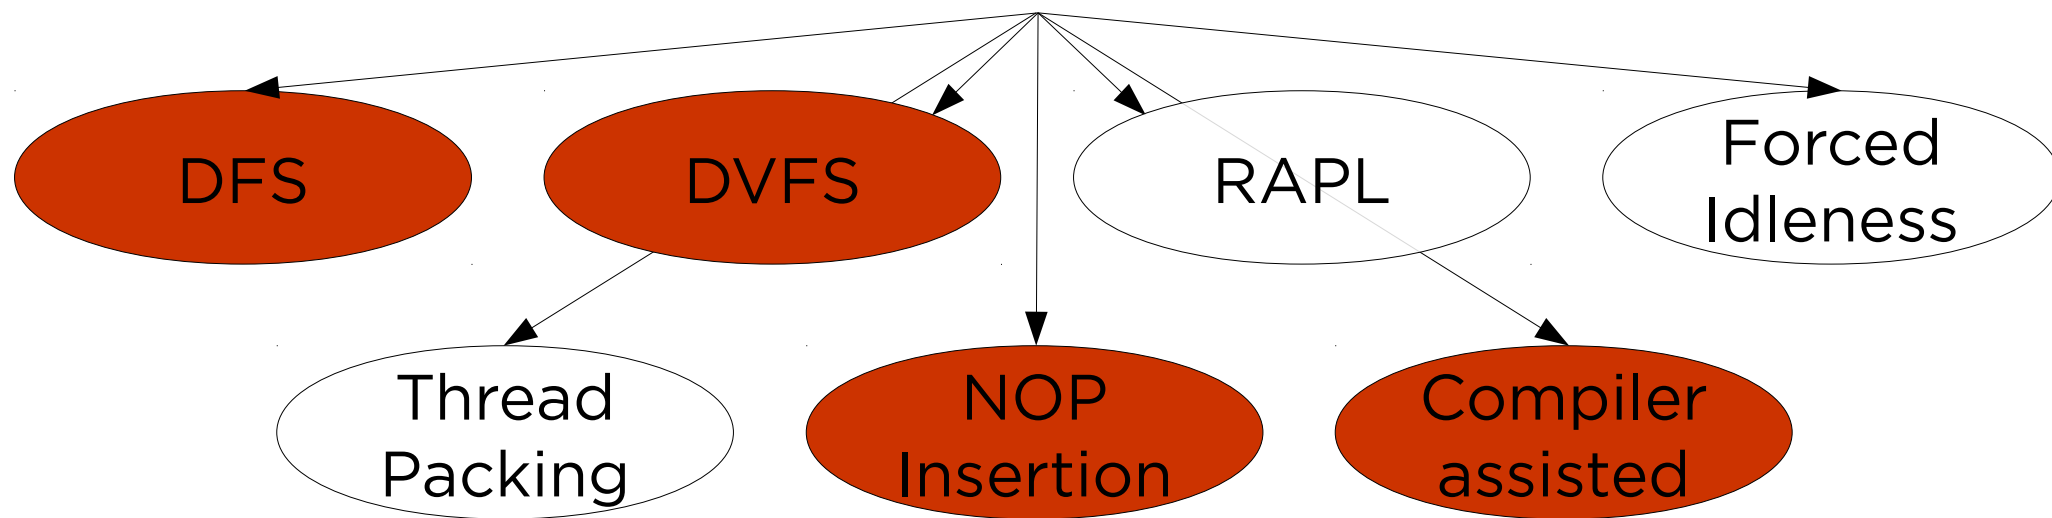 DFS
DVFS
RAPL
Forced
Idleness
Thread
Packing
NOP
Insertion
Compiler
assisted